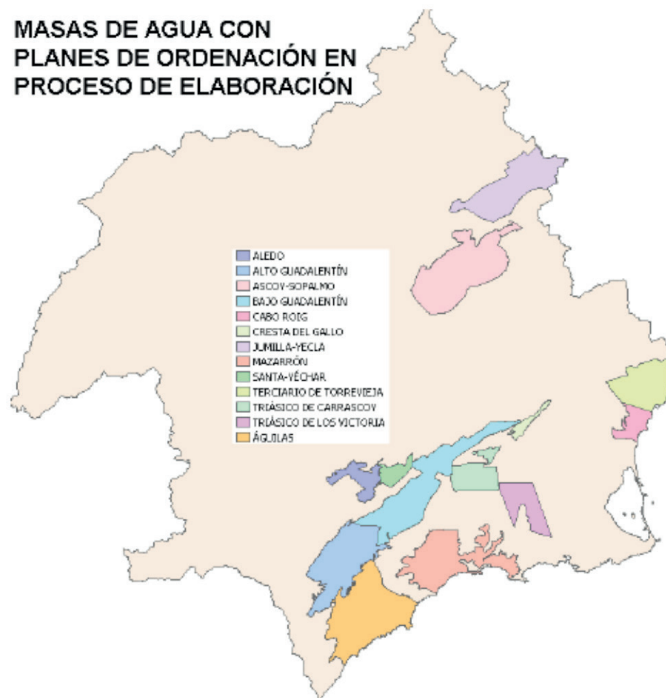 MASAS DE AGUA CON
PLANES DE ORDENACIÓN EN
PROCESO DE ELABORACIÓN
ALEDO
ALTO GUADALENTÍN
ASCOY-SOPALMO
BAJO GUADALENTÍN
CABO ROIG
CRESTA DEL GALLO
JUMILLA-YECLA
MAZARRÓN
SANTA-YÉCHAR
TERCIARIO DE TORREVIEJA
TRIÁSICO DE CARRASCOY
TRIÁSICO DE LOS VICTORIA
ÁGUILAS